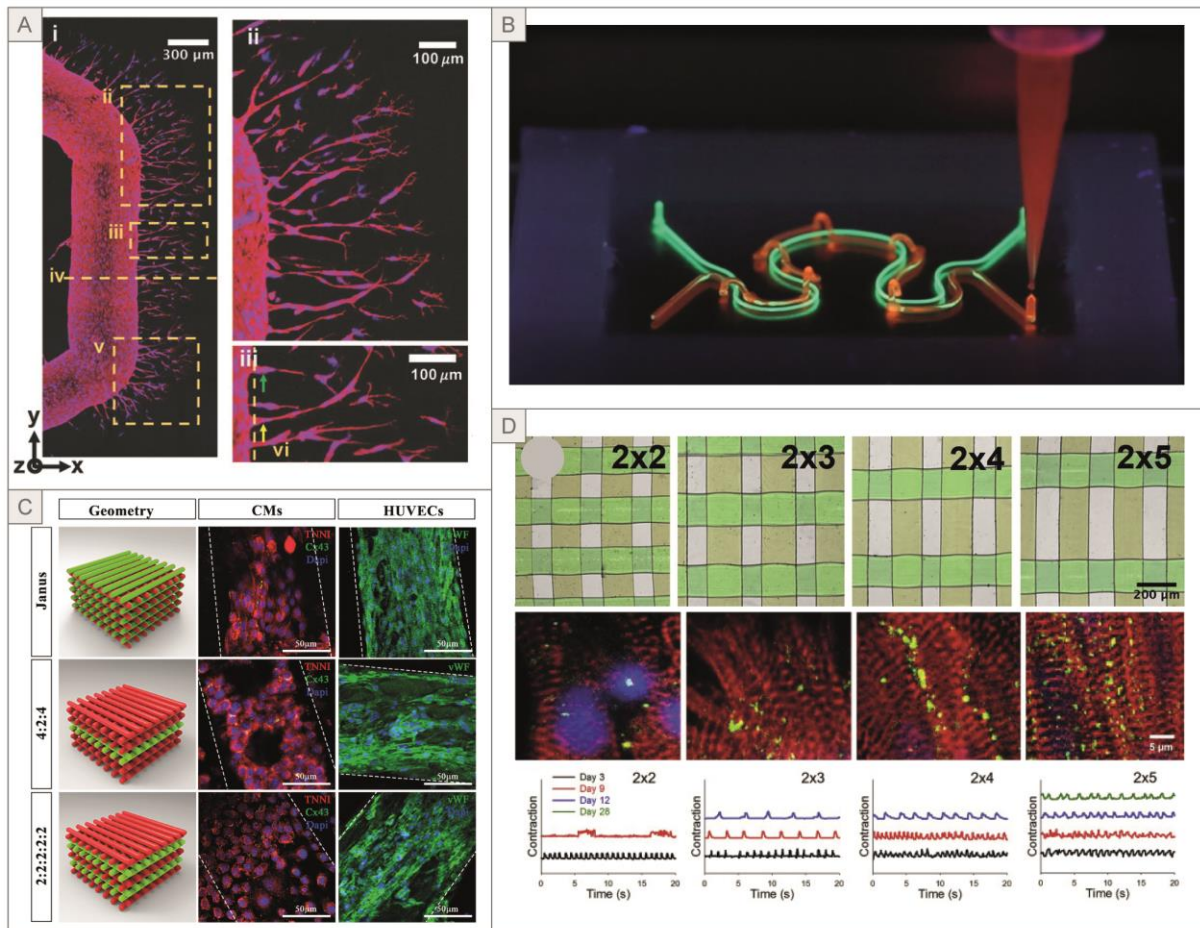 A
i
300 µm
ii
iii
iv
v
y
z x
ii
100 µm
iii
100 µm
vi
B
C
Geometry
CMs
HUVECs
Janus
TNNI
Cx43
Dapi
50µm
vWF
Dapi
50µm
4:2:4
TNNI
Cx43
Dapi
50µm
vWF
50µm
2:2:2:2:2
TNNI
Cx43
Dapi
50µm
vWF
50µm
D
2x2
2x3
2x4
2x5
200 µm
5 µm
Contraction
Day 3
Day 9
Day 12
Day 28
2x2
0 5 10 15 20
Time (s)
Contraction
2x3
0 5 10 15 20
Time (s)
Contraction
2x4
0 5 10 15 20
Time (s)
Contraction
2x5
0 5 10 15 20
Time (s)